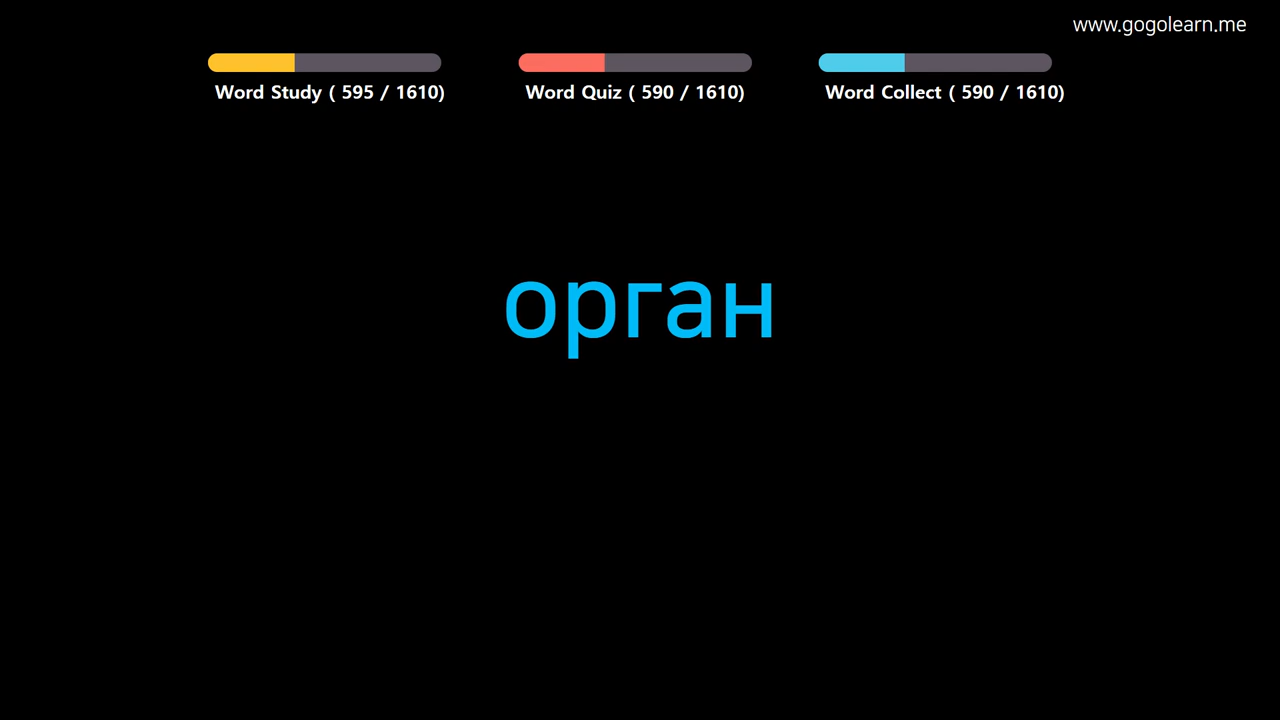 www.gogolearn.me
Word Study ( 595 / 1610)
Word Quiz ( 590 / 1610)
Word Collect ( 590 / 1610)
орган